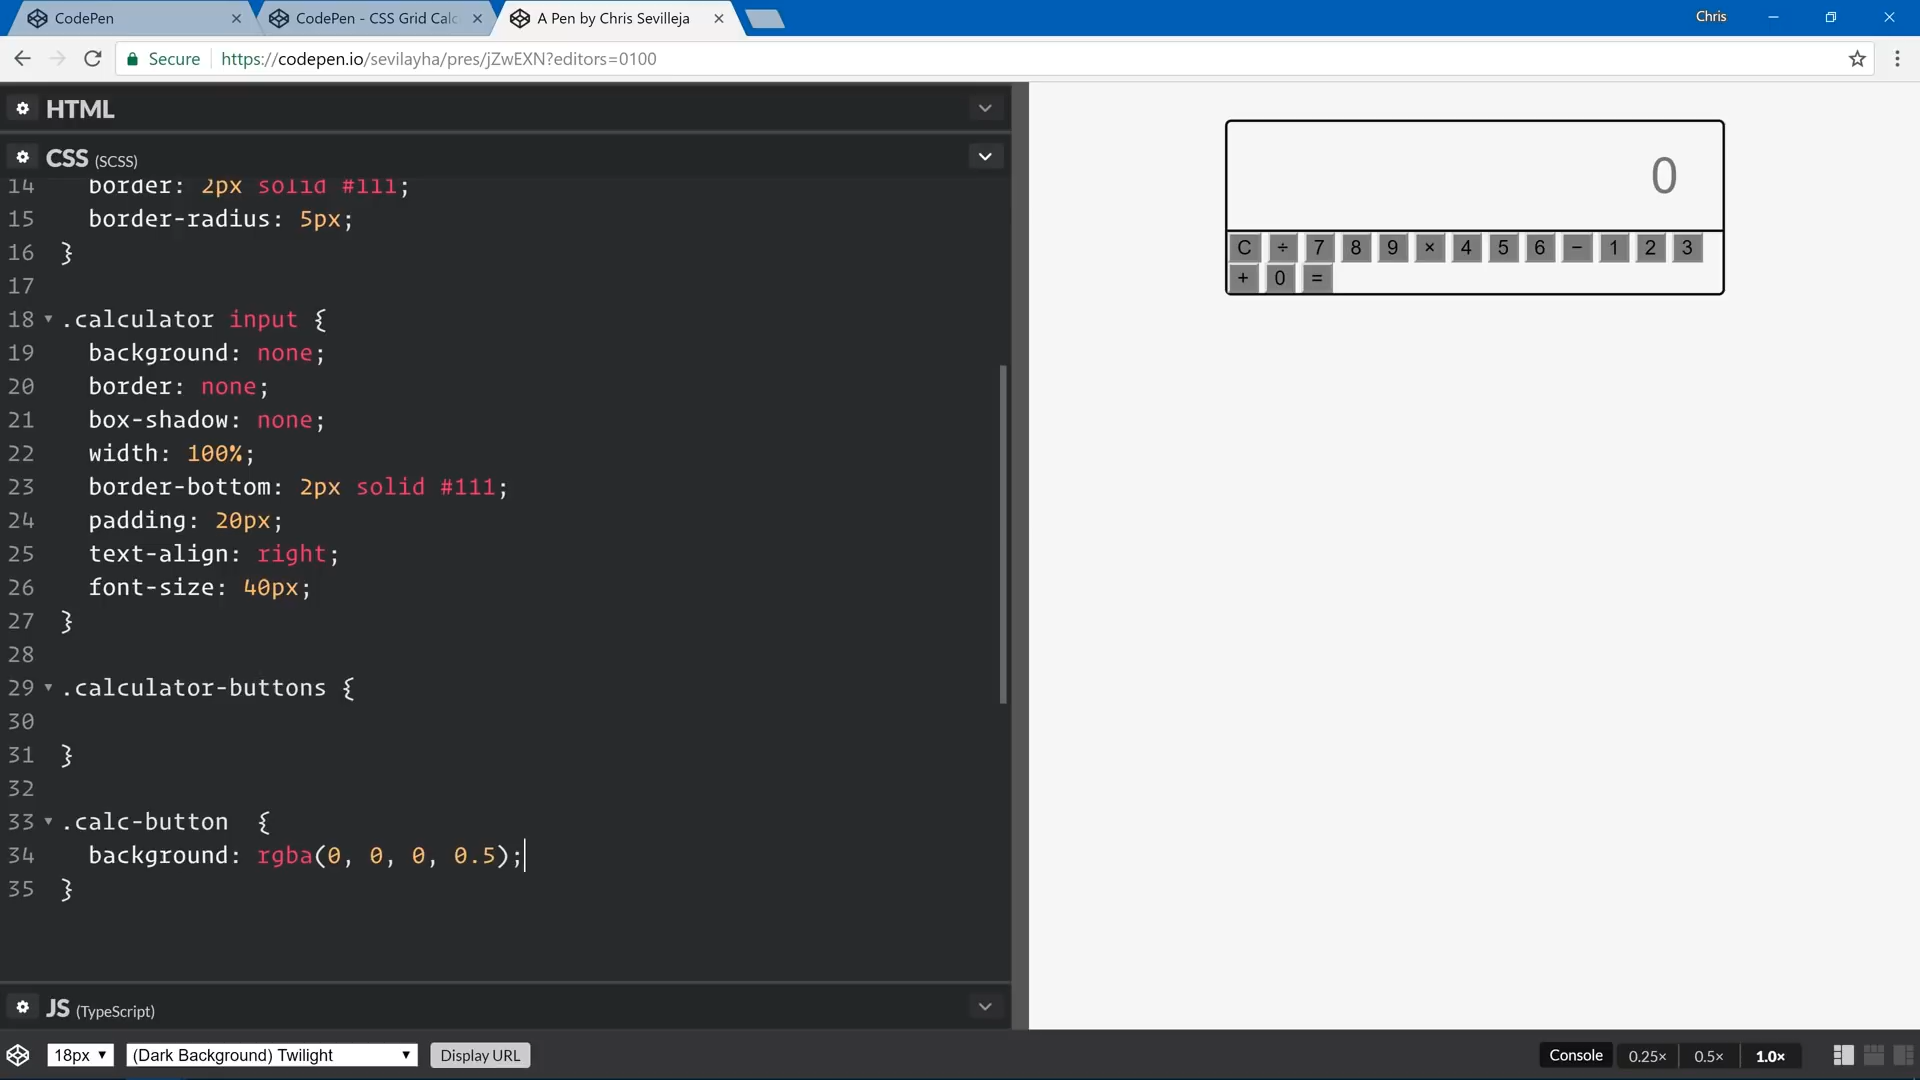 CodePen
CodePen - CSS Grid Calc
A Pen by Chris Sevilleja
Chris
Secure
https://codepen.io/sevilayha/pres/jZwEXN?editors=0100
HTML
CSS (SCSS)
14 border: 2px solid #111;
15 border-radius: 5px;
16 }
17
18 .calculator input {
19 background: none;
20 border: none;
21 box-shadow: none;
22 width: 100%;
23 border-bottom: 2px solid #111;
24 padding: 20px;
25 text-align: right;
26 font-size: 40px;
27 }
28
29 .calculator-buttons {
30
31 }
32
33 .calc-button  {
34 background: rgba(0, 0, 0, 0.5);
35 }
0
C ÷ 7 8 9 × 4 5 6 − 1 2 3
+ 0 =
JS (TypeScript)
18px
(Dark Background) Twilight
Display URL
Console
0.25×
0.5×
1.0×